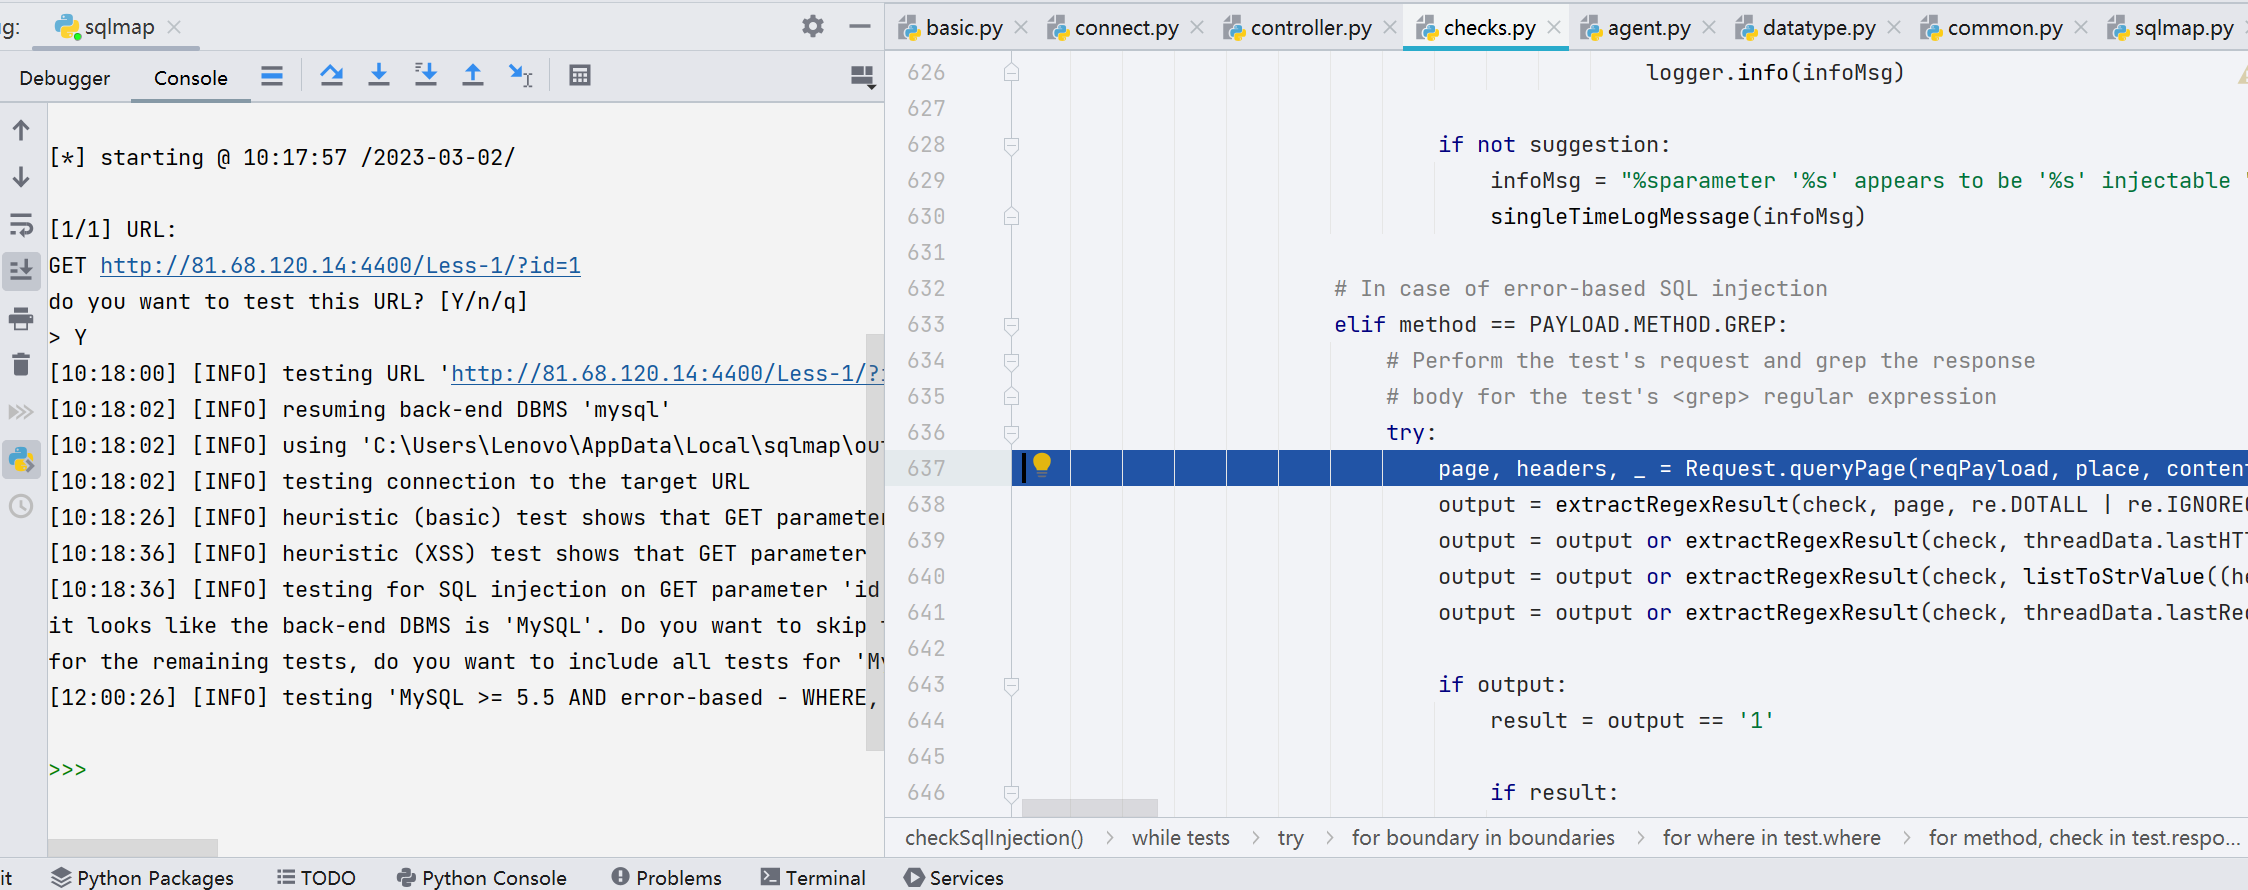 g:
sqlmap
Debugger
Console
[*] starting @ 10:17:57 /2023-03-02/
[1/1] URL:
GET http://81.68.120.14:4400/Less-1/?id=1
do you want to test this URL? [Y/n/q]
> Y
[10:18:00] [INFO] testing URL 'http://81.68.120.14:4400/Less-1/?
[10:18:02] [INFO] resuming back-end DBMS 'mysql'
[10:18:02] [INFO] using 'C:\Users\Lenovo\AppData\Local\sqlmap\out
[10:18:02] [INFO] testing connection to the target URL
[10:18:26] [INFO] heuristic (basic) test shows that GET parameter
[10:18:36] [INFO] heuristic (XSS) test shows that GET parameter
[10:18:36] [INFO] testing for SQL injection on GET parameter 'id
it looks like the back-end DBMS is 'MySQL'. Do you want to skip
for the remaining tests, do you want to include all tests for 'My
[12:00:26] [INFO] testing 'MySQL >= 5.5 AND error-based - WHERE,
>>>
basic.py
connect.py
controller.py
checks.py
agent.py
datatype.py
common.py
sqlmap.py
626 logger.info(infoMsg)
627
628 if not suggestion:
629 infoMsg = "%sparameter '%s' appears to be '%s' injectable
630 singleTimeLogMessage(infoMsg)
631
632 # In case of error-based SQL injection
633 elif method == PAYLOAD.METHOD.GREP:
634 # Perform the test's request and grep the response
635 # body for the test's <grep> regular expression
636 try:
637 page, headers, _ = Request.queryPage(reqPayload, place, content
638 output = extractRegexResult(check, page, re.DOTALL | re.IGNOREC
639 output = output or extractRegexResult(check, threadData.lastHTT
640 output = output or extractRegexResult(check, listToStrValue((he
641 output = output or extractRegexResult(check, threadData.lastRe
642
643 if output:
644 result = output == '1'
645
646 if result:
checkSqlInjection() > while tests > try > for boundary in boundaries > for where in test.where > for method, check in test.respo...
it
Python Packages
TODO
Python Console
Problems
Terminal
Services